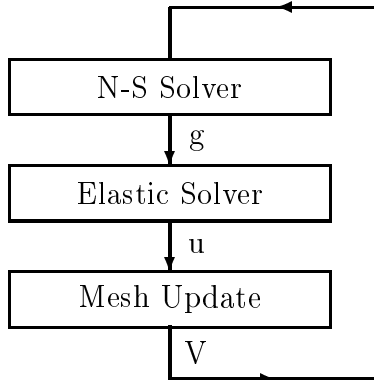 N-S Solver
g
Elastic Solver
u
Mesh Update
V